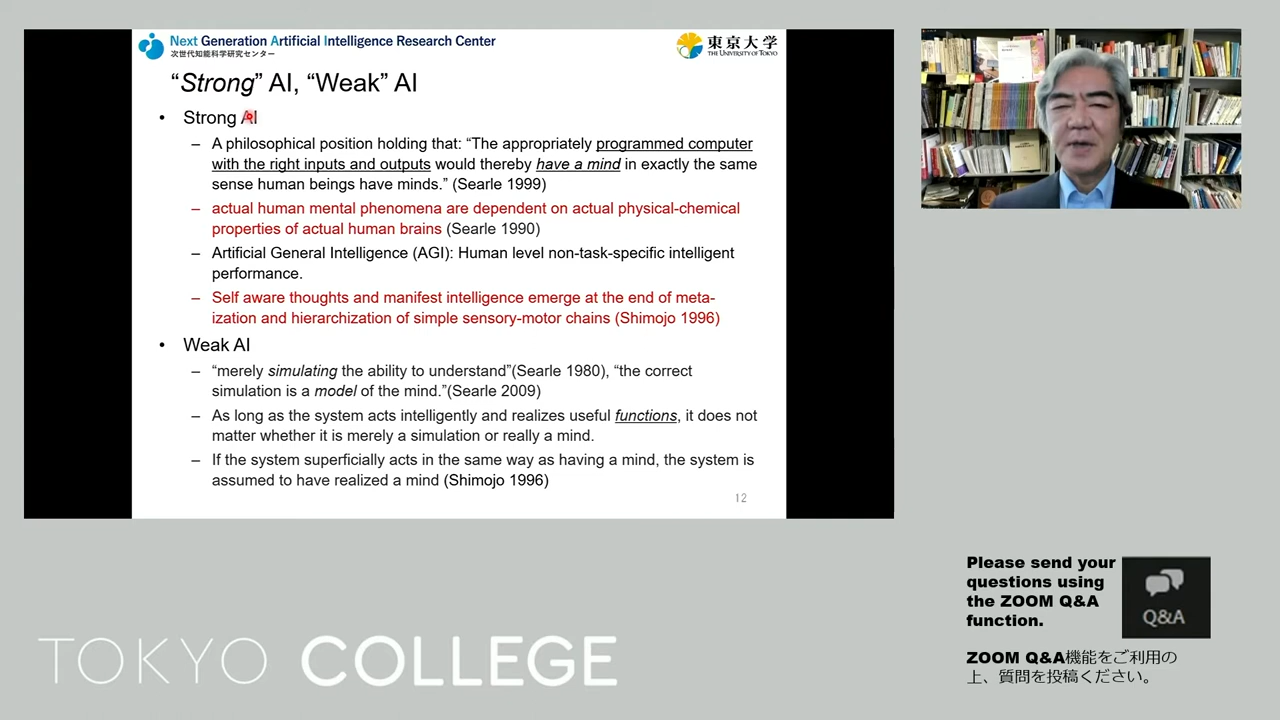 Next Generation Artificial Intelligence Research Center
次世代知能科学研究センター
東京大学
THE UNIVERSITY OF TOKYO
“Strong” AI, “Weak” AI
• Strong AI
– A philosophical position holding that: “The appropriately programmed computer
with the right inputs and outputs would thereby have a mind in exactly the same
sense human beings have minds.” (Searle 1999)
– actual human mental phenomena are dependent on actual physical-chemical
properties of actual human brains (Searle 1990)
– Artificial General Intelligence (AGI): Human level non-task-specific intelligent
performance.
– Self aware thoughts and manifest intelligence emerge at the end of meta-
ization and hierarchization of simple sensory-motor chains (Shimojo 1996)
• Weak AI
– “merely simulating the ability to understand”(Searle 1980), “the correct
simulation is a model of the mind.”(Searle 2009)
– As long as the system acts intelligently and realizes useful functions, it does not
matter whether it is merely a simulation or really a mind.
– If the system superficially acts in the same way as having a mind, the system is
assumed to have realized a mind (Shimojo 1996)
12
Please send your
questions using
the ZOOM Q&A
function.
Q&A
ZOOM Q&A機能をご利用の
上、質問を投稿ください。
TOKYO COLLEGE